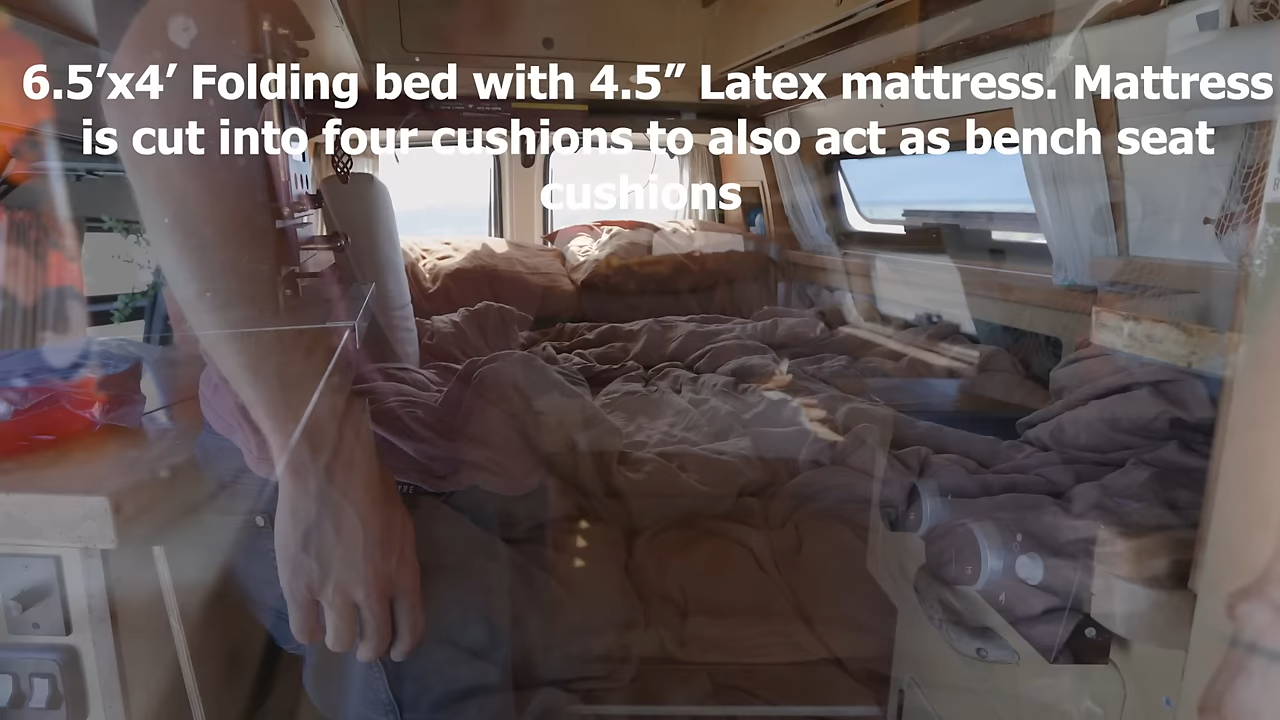 6.5′x4′ Folding bed with 4.5″ Latex mattress. Mattress
is cut into four cushions to also act as bench seat
cushions